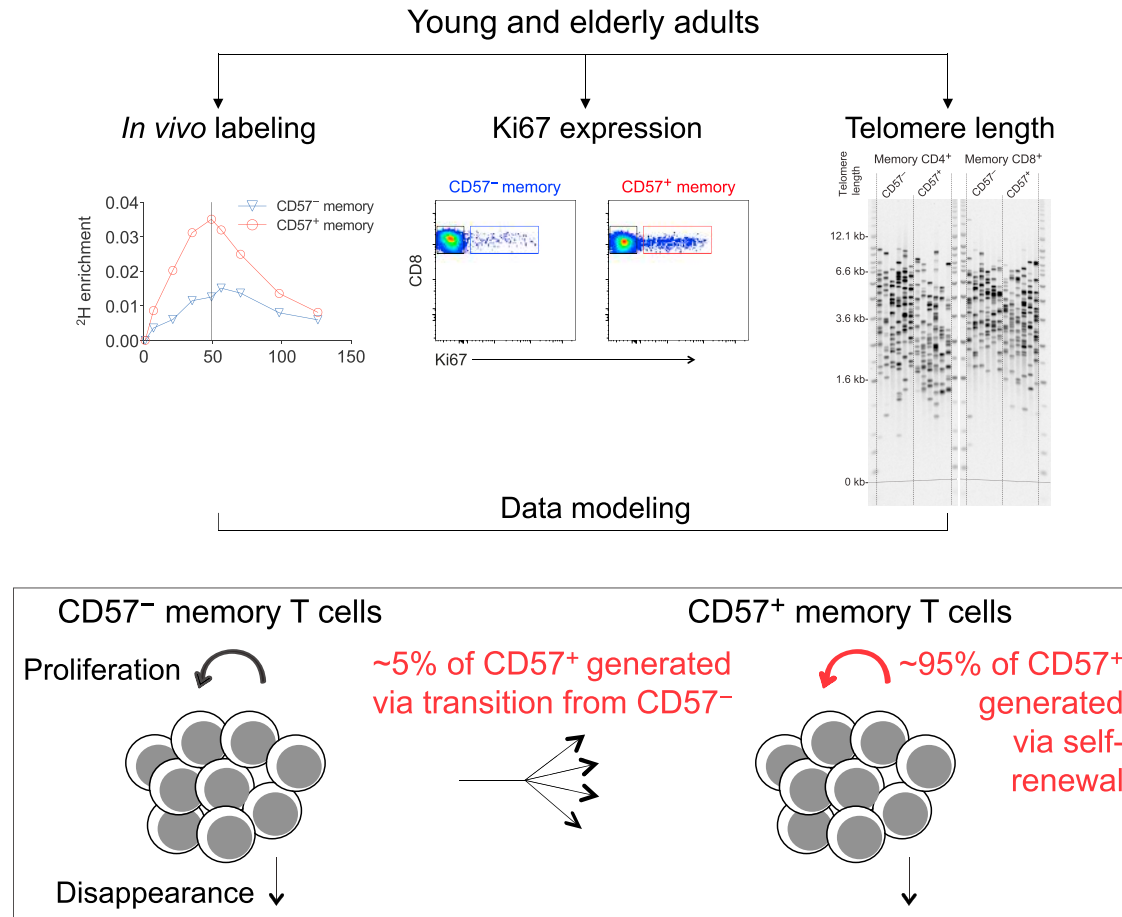 Young and elderly adults
In vivo labeling
Ki67 expression
Telomere length
0.04
0.03
0.02
0.01
0.00
²H enrichment
CD57⁻ memory
CD57⁺ memory
0
50
100
150
CD57⁻ memory
CD57⁺ memory
CD8
Ki67
Telomere
length
Memory CD4⁺
Memory CD8⁺
CD57⁻
CD57⁺
CD57⁻
CD57⁺
12.1 kb-
6.6 kb-
3.6 kb-
1.6 kb-
0 kb-
Data modeling
CD57⁻ memory T cells
CD57⁺ memory T cells
Proliferation
~5% of CD57⁺ generated
via transition from CD57⁻
~95% of CD57⁺
generated
via self-
renewal
Disappearance